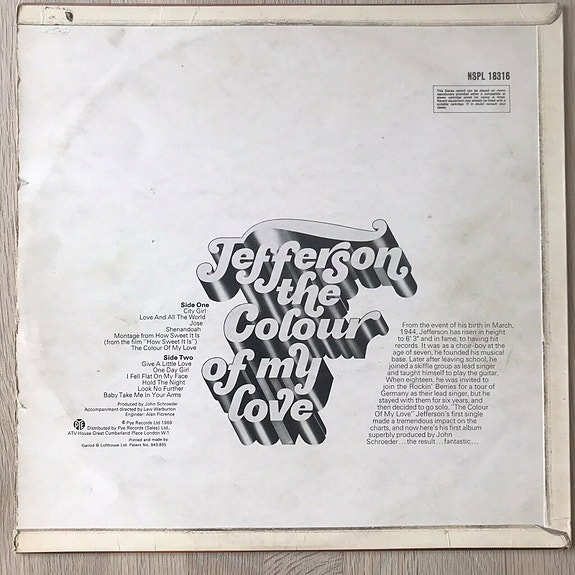 NSPL 18316
This Stereo record can be played on mono
reproducers provided either a compatible or
stereo cartridge wired for mono is fitted.
Recent equipment may already be fitted with a
suitable cartridge. If in doubt consult your
dealer.
Jefferson
the
Colour
of my
love
Side One
City Girl
Love And All The World
Jose
Shenandoah
Montage from How Sweet It Is
(from the film "How Sweet It Is")
The Colour Of My Love
Side Two
Give A Little Love
One Day Girl
I Fell Flat On My Face
Hold The Night
Look No Further
Baby Take Me In Your Arms
Produced by John Schroeder
Accompaniment directed by Lew Warburton
Engineer: Alan Florence
PYE
℗ Pye Records Ltd 1969
Distributed by Pye Records (Sales) Ltd.,
ATV House Great Cumberland Place London W.1
Printed and made by
Garrod & Lofthouse Ltd. Patent No. 943,895
From the event of his birth in March,
1944, Jefferson has risen in height
to 6' 3" and in fame, to having hit
records. It was as a choir-boy at the
age of seven, he founded his musical
base. Later after leaving school, he
joined a skiffle group as lead singer
and taught himself to play the guitar.
When eighteen, he was invited to
join the Rockin' Berries for a tour of
Germany as their lead singer, but he
stayed with them for six years, and
then decided to go solo. "The Colour
Of My Love" Jefferson's first single
made a tremendous impact on the
charts, and now here's his first album
superbly produced by John
Schroeder... the result... fantastic...